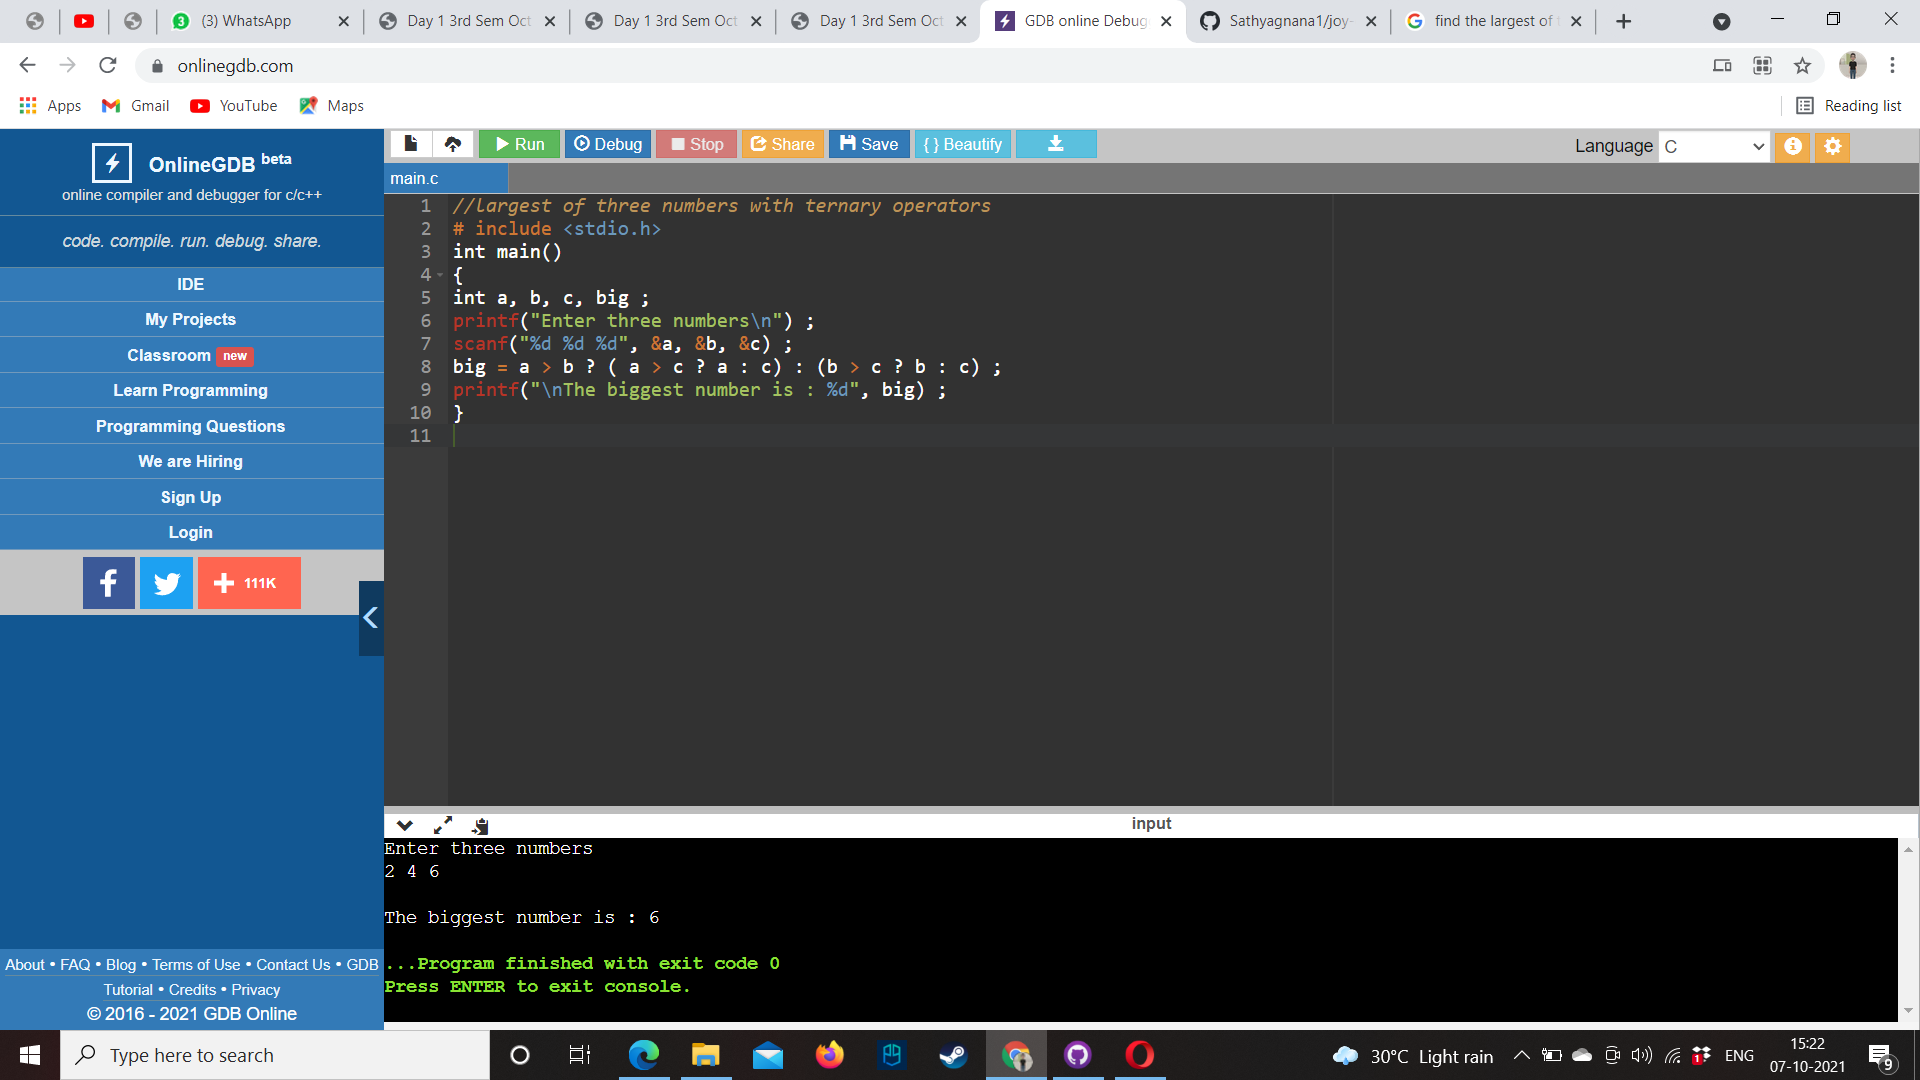 (3) WhatsApp
Day 1 3rd Sem Oct
Day 1 3rd Sem Oct
Day 1 3rd Sem Oct
GDB online Debug
Sathyagnana1/joy-
find the largest of
onlinegdb.com
Apps
Gmail
YouTube
Maps
Reading list
OnlineGDB beta
online compiler and debugger for c/c++
code. compile. run. debug. share.
IDE
My Projects
Classroom new
Learn Programming
Programming Questions
We are Hiring
Sign Up
Login
111K
About • FAQ • Blog • Terms of Use • Contact Us • GDB
Tutorial • Credits • Privacy
© 2016 - 2021 GDB Online
Run
Debug
Stop
Share
Save
{ } Beautify
Language C
main.c
1 //largest of three numbers with ternary operators
2 # include <stdio.h>
3 int main()
4 {
5 int a, b, c, big ;
6 printf("Enter three numbers\n") ;
7 scanf("%d %d %d", &a, &b, &c) ;
8 big = a > b ? ( a > c ? a : c) : (b > c ? b : c) ;
9 printf("\nThe biggest number is : %d", big) ;
10 }
11
input
Enter three numbers
2 4 6
The biggest number is : 6
...Program finished with exit code 0
Press ENTER to exit console.
Type here to search
30°C Light rain
ENG
15:22
07-10-2021
9